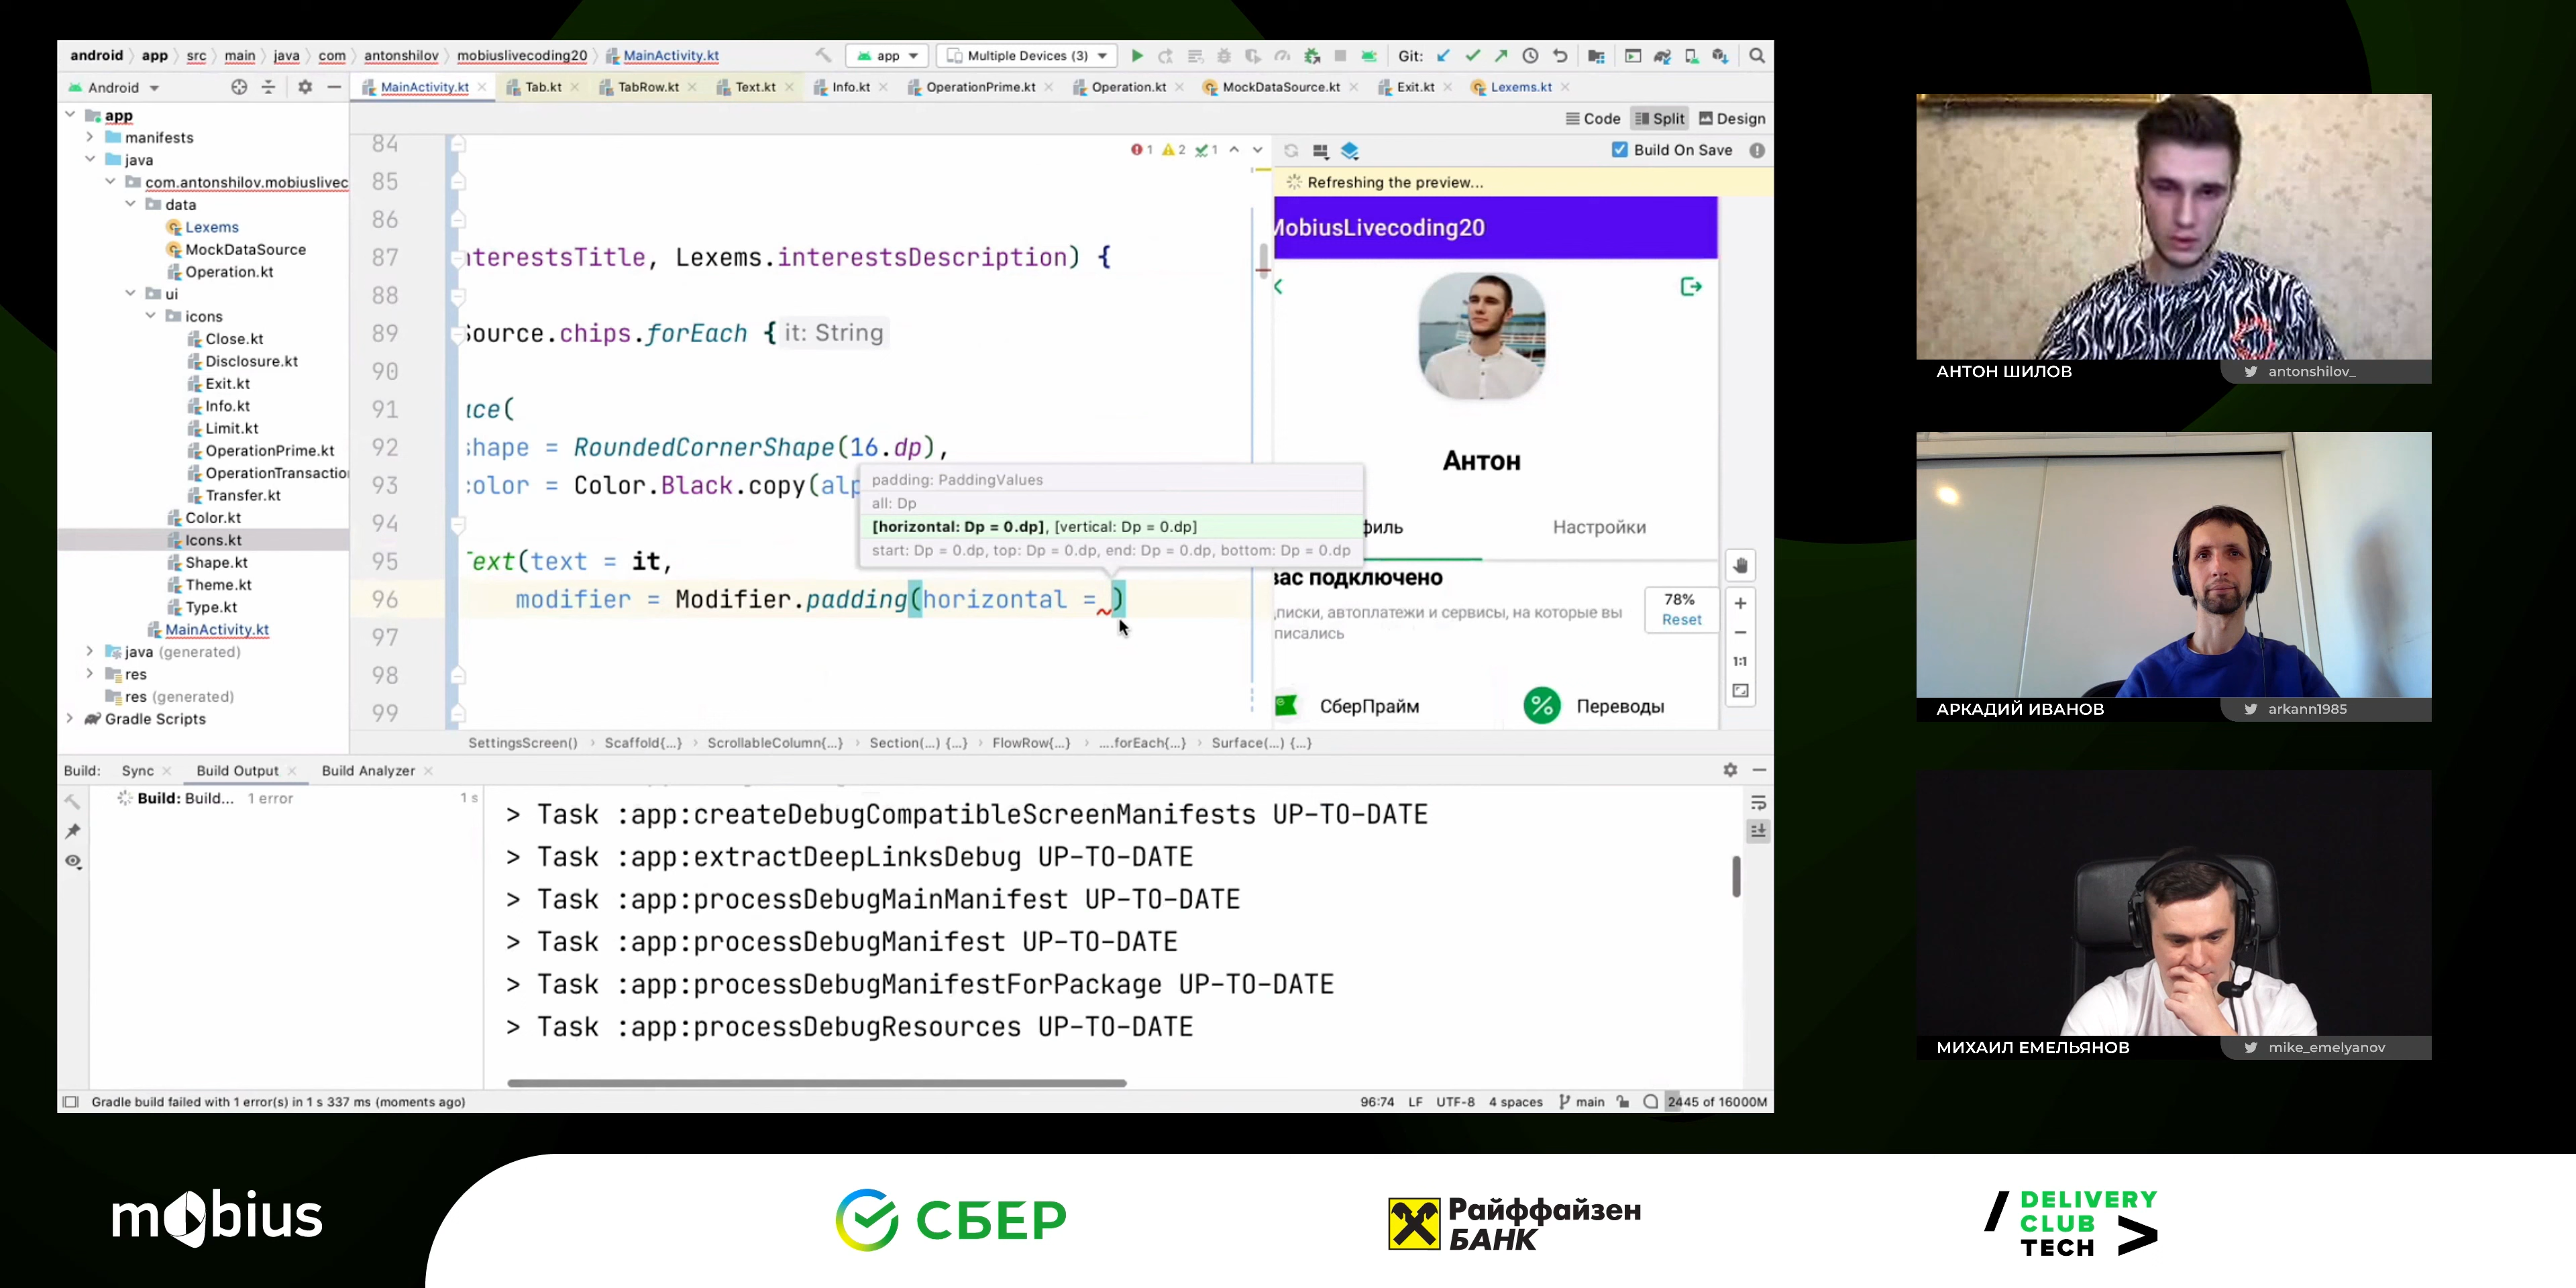 android app src main java com antonshilov mobiuslivecoding20 MainActivity.kt
app Multiple Devices (3) Git:
Android
MainActivity.kt Tab.kt TabRow.kt Text.kt Info.kt OperationPrime.kt Operation.kt MockDataSource.kt Exit.kt Lexems.kt
Code Split Design
app
manifests
java
com.antonshilov.mobiuslivec
data
Lexems
MockDataSource
Operation.kt
ui
icons
Close.kt
Disclosure.kt
Exit.kt
Info.kt
Limit.kt
OperationPrime.kt
OperationTransactio
Transfer.kt
Color.kt
Icons.kt
Shape.kt
Theme.kt
Type.kt
MainActivity.kt
java (generated)
res
res (generated)
Gradle Scripts
1 2 1
84
85
86
87 nterestsTitle, Lexems.interestsDescription) {
88
89 Source.chips.forEach { it: String
90
91 ace(
92 shape = RoundedCornerShape(16.dp),
93 color = Color.Black.copy(alp
94
95 Text(text = it,
96 modifier = Modifier.padding(horizontal = )
97
98
99
padding: PaddingValues
all: Dp
[horizontal: Dp = 0.dp], [vertical: Dp = 0.dp]
start: Dp = 0.dp, top: Dp = 0.dp, end: Dp = 0.dp, bottom: Dp = 0.dp
SettingsScreen() Scaffold{...} ScrollableColumn{...} Section(...) {...} FlowRow{...} ....forEach{...} Surface(...) {...}
Build On Save
Refreshing the preview...
MobiusLivecoding20
Антон
филь Настройки
вас подключено
писки, автоплатежи и сервисы, на которые вы
писались
СберПрайм Переводы
78%
Reset
1:1
Build: Sync Build Output Build Analyzer
Build: Build... 1 error 1 s
> Task :app:createDebugCompatibleScreenManifests UP-TO-DATE
> Task :app:extractDeepLinksDebug UP-TO-DATE
> Task :app:processDebugMainManifest UP-TO-DATE
> Task :app:processDebugManifest UP-TO-DATE
> Task :app:processDebugManifestForPackage UP-TO-DATE
> Task :app:processDebugResources UP-TO-DATE
Gradle build failed with 1 error(s) in 1 s 337 ms (moments ago)
96:74 LF UTF-8 4 spaces main 2445 of 16000M
АНТОН ШИЛОВ antonshilov_
АРКАДИЙ ИВАНОВ arkann1985
МИХАИЛ ЕМЕЛЬЯНОВ mike_emelyanov
mobius
СБЕР
Райффайзен
БАНК
DELIVERY
CLUB
TECH